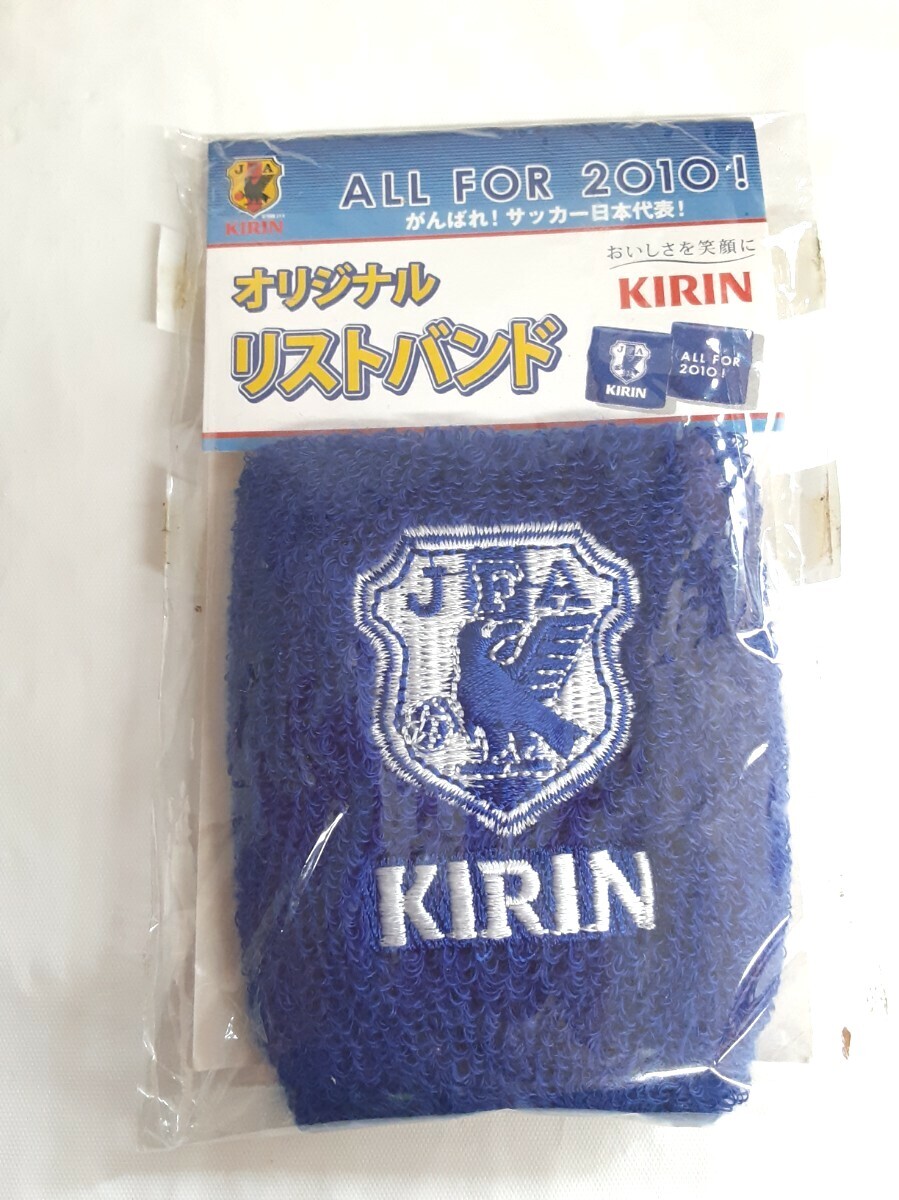 JFA
KIRIN
ALL FOR 2010!
がんばれ!サッカー日本代表!
おいしさを笑顔に
KIRIN
オリジナル
リストバンド
JFA
KIRIN
ALL FOR
2010!
JFA
KIRIN